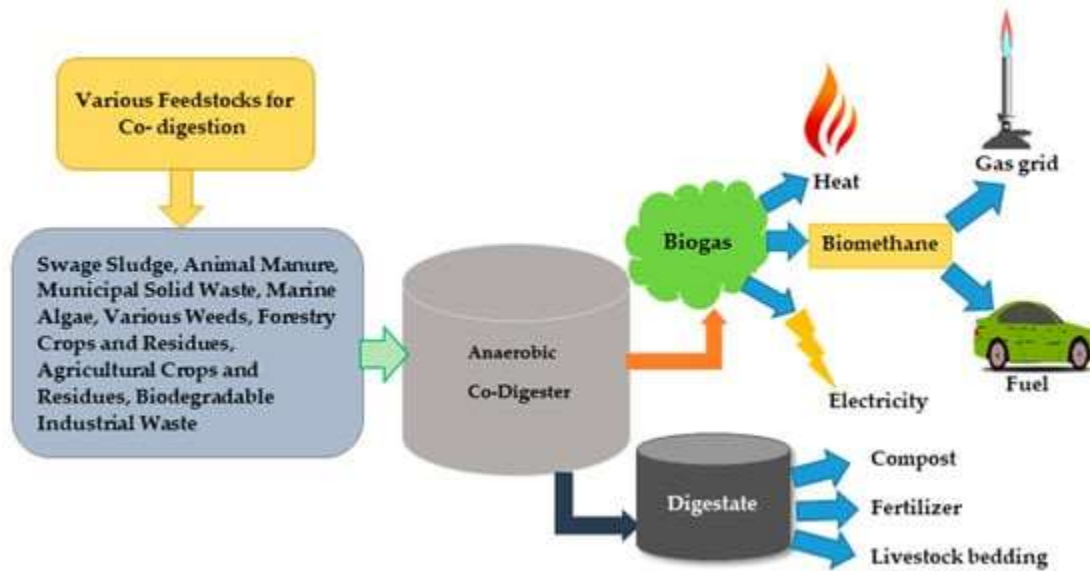 Various Feedstocks for
Co- digestion
Swage Sludge, Animal Manure,
Municipal Solid Waste, Marine
Algae, Various Weeds, Forestry
Crops and Residues,
Agricultural Crops and
Residues, Biodegradable
Industrial Waste
Anaerobic
Co-Digester
Biogas
Heat
Biomethane
Gas grid
Fuel
Electricity
Digestate
Compost
Fertilizer
Livestock bedding